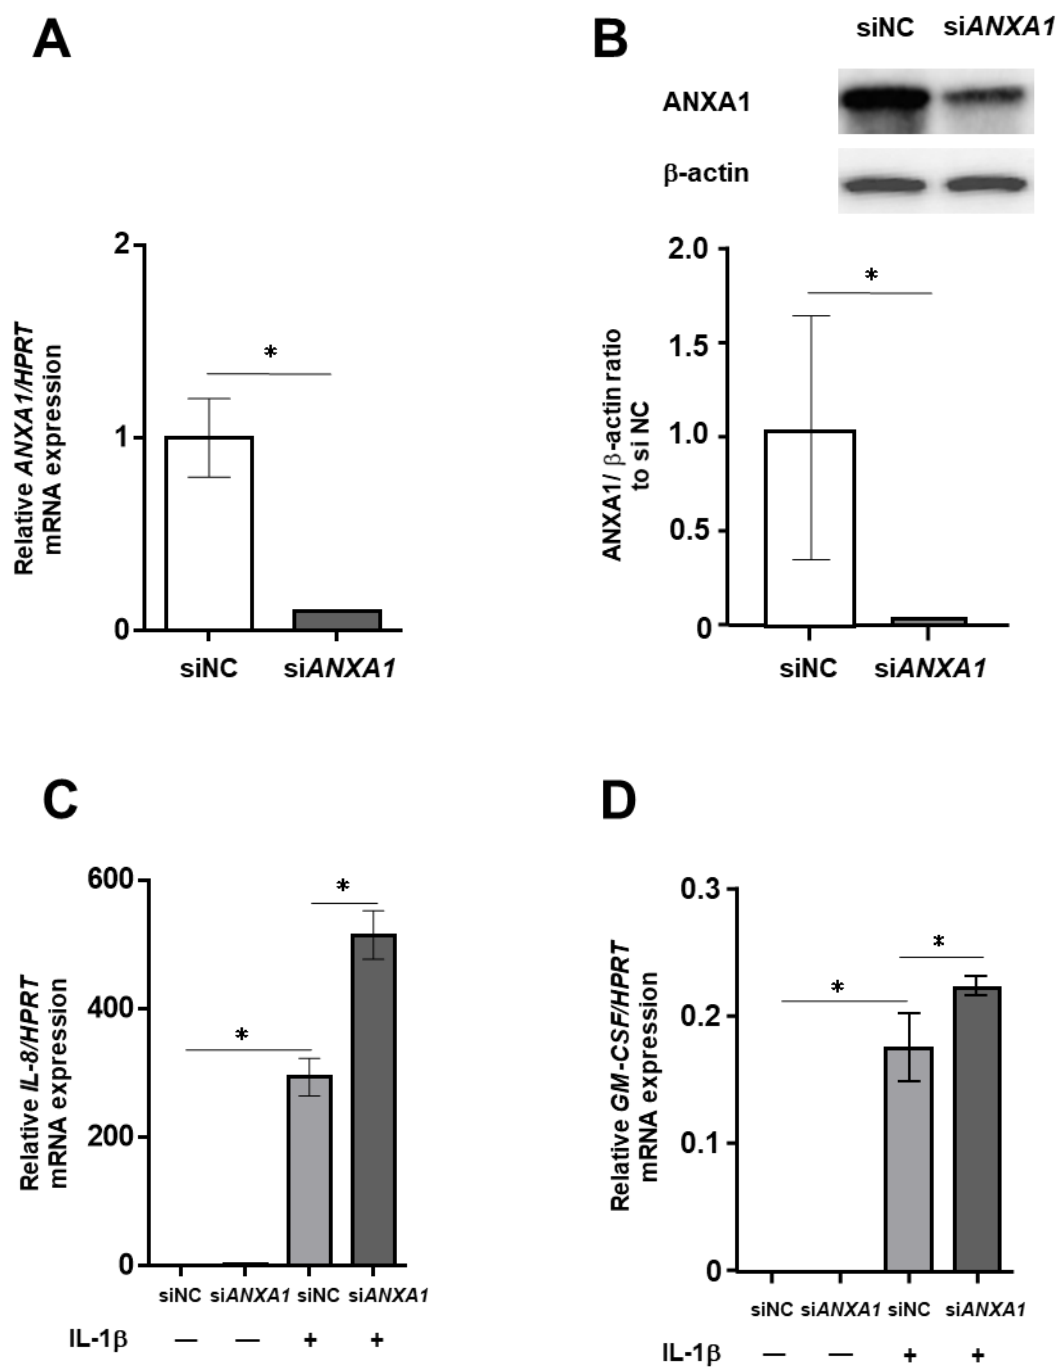 A
2
*
1
0
Relative ANXA1/HPRT
mRNA expression
siNC siANXA1
B
siNC siANXA1
ANXA1
β-actin
2.0
*
1.5
1.0
0.5
0
ANXA1/ β-actin ratio
to si NC
siNC siANXA1
C
600
*
400
*
200
0
Relative IL-8/HPRT
mRNA expression
siNC siANXA1 siNC siANXA1
IL-1β — — + +
D
0.3
*
*
0.2
0.1
0
Relative GM-CSF/HPRT
mRNA expression
siNC siANXA1 siNC siANXA1
IL-1β — — + +